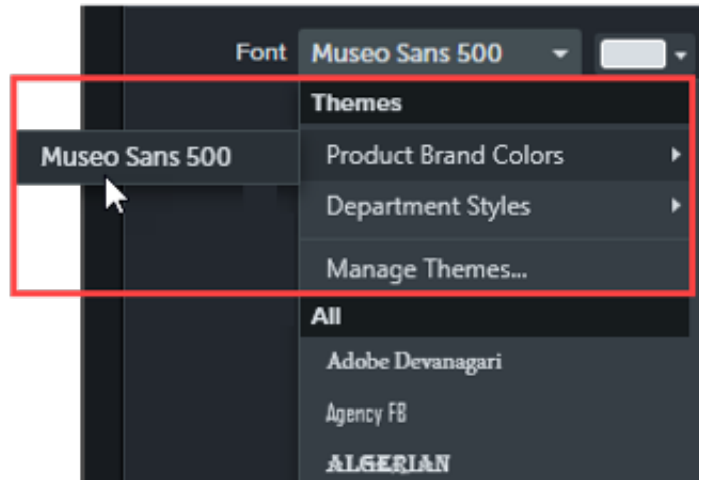 Font Museo Sans 500
Themes
Museo Sans 500
Product Brand Colors
Department Styles
Manage Themes...
All
Adobe Devanagari
Agency FB
ALGERIAN